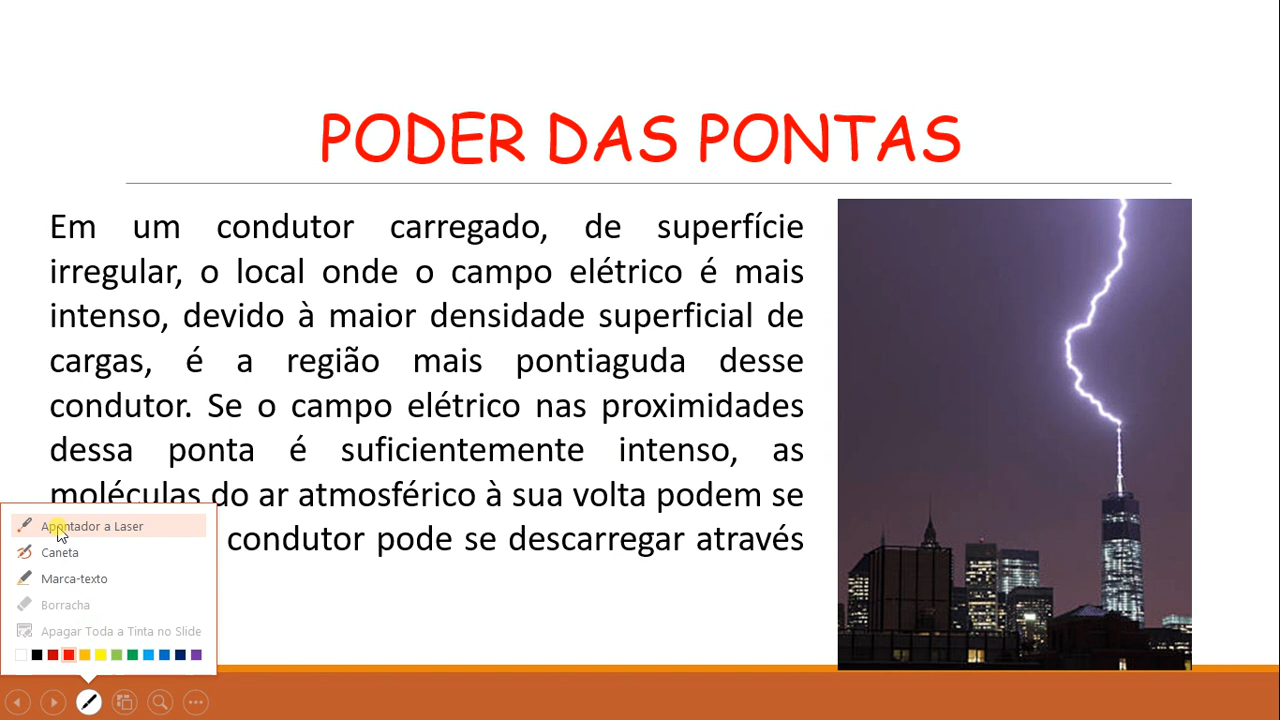 PODER DAS PONTAS
Em um condutor carregado, de superfície
irregular, o local onde o campo elétrico é mais
intenso, devido à maior densidade superficial de
cargas, é a região mais pontiaguda desse
condutor. Se o campo elétrico nas proximidades
dessa ponta é suficientemente intenso, as
moléculas do ar atmosférico à sua volta podem se
condutor pode se descarregar através
Apontador a Laser
Caneta
Marca-texto
Borracha
Apagar Toda a Tinta no Slide